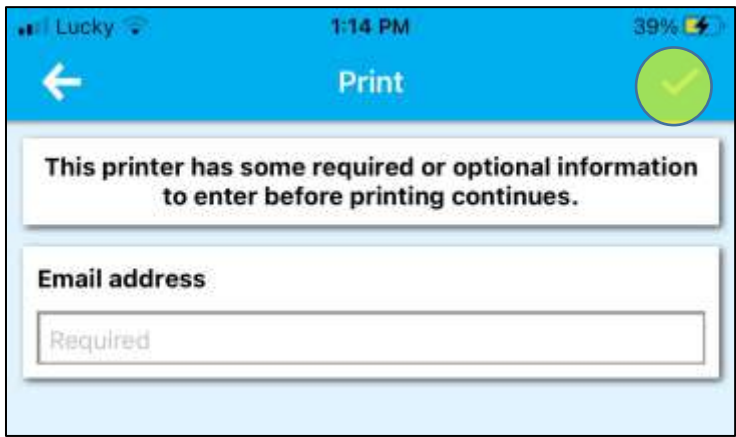 Lucky 1:14 PM 39%
Print
This printer has some required or optional information
to enter before printing continues.
Email address
Required